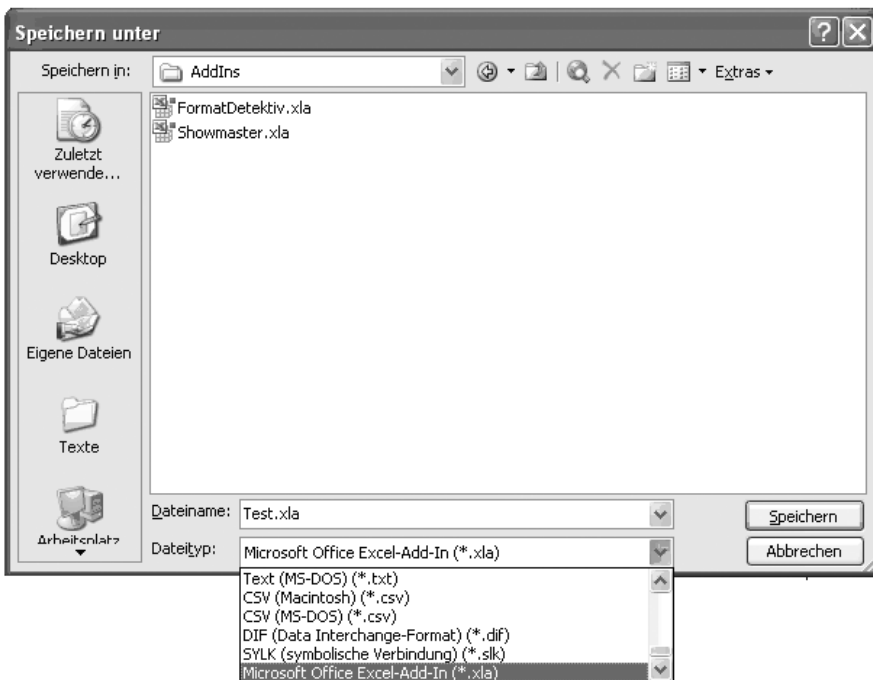 Speichern unter
Speichern in: AddIns Extras
FormatDetektiv.xla
Showmaster.xla
Zuletzt
verwende...
Desktop
Eigene Dateien
Texte
Arbeitsplatz
Dateiname: Test.xla Speichern
Dateityp: Microsoft Office Excel-Add-In (*.xla) Abbrechen
Text (MS-DOS) (*.txt)
CSV (Macintosh) (*.csv)
CSV (MS-DOS) (*.csv)
DIF (Data Interchange-Format) (*.dif)
SYLK (symbolische Verbindung) (*.slk)
Microsoft Office Excel-Add-In (*.xla)